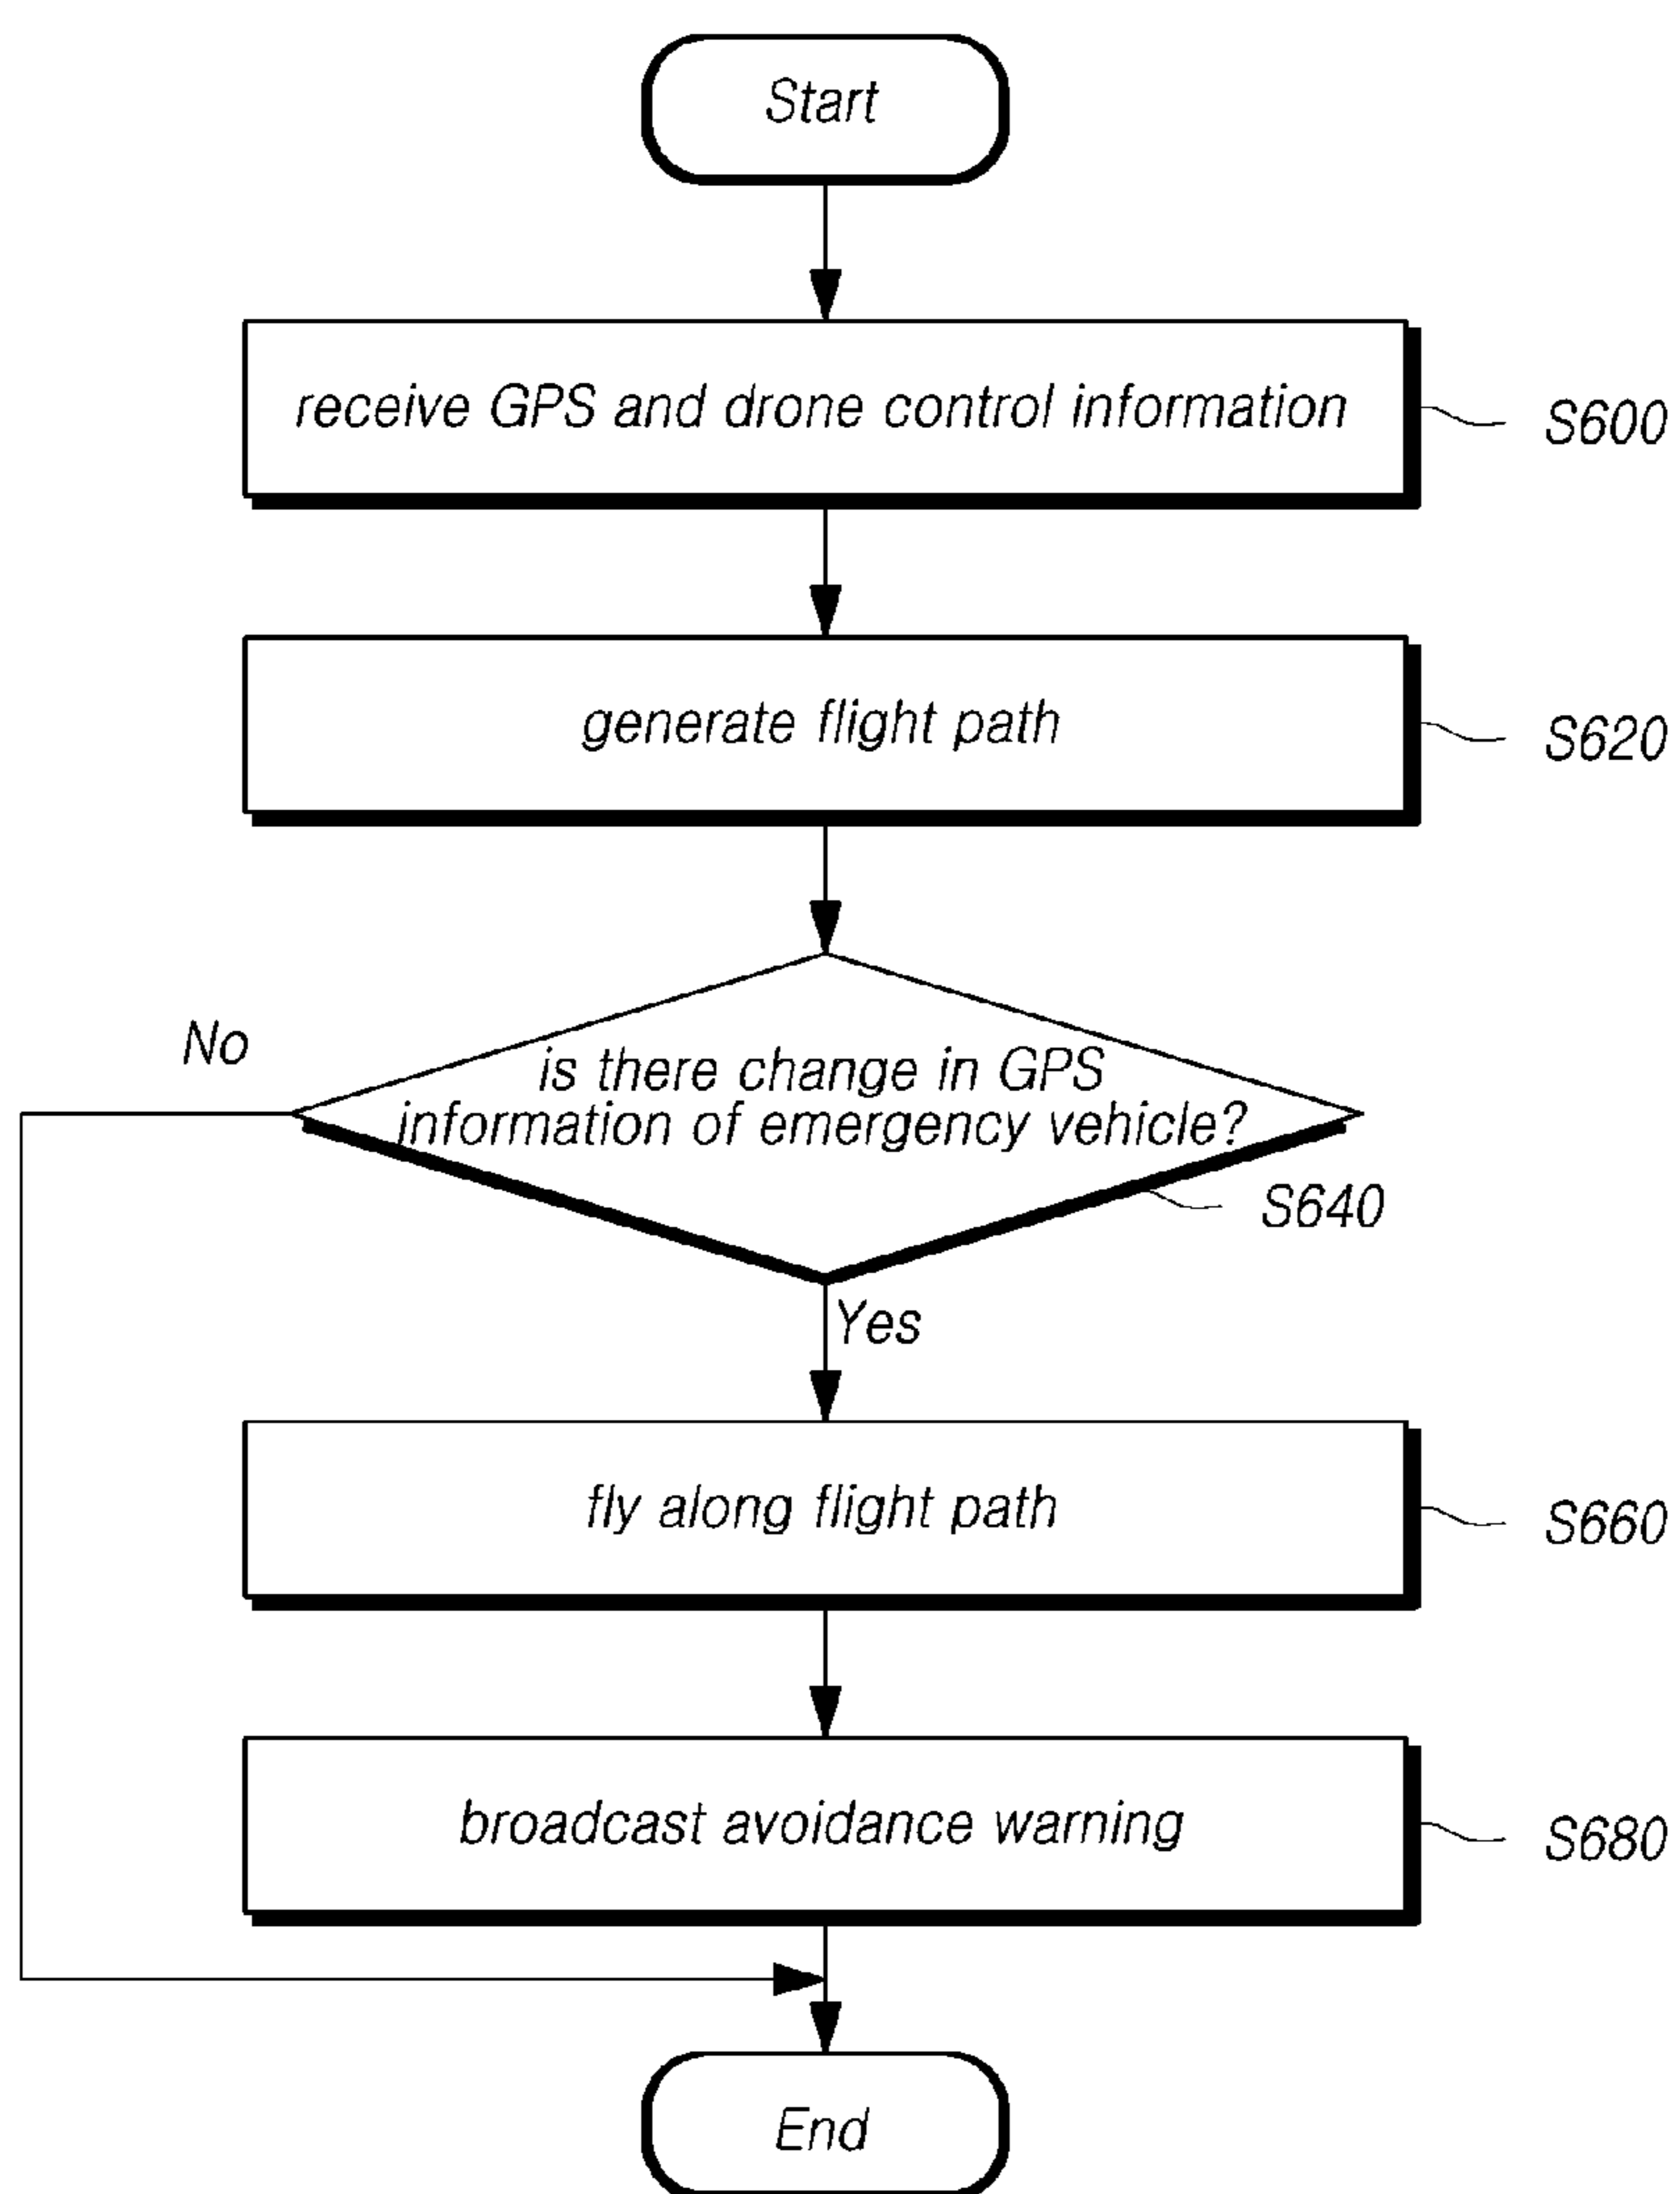 Start
receive GPS and drone control information
S600
generate flight path
S620
No
is there change in GPS
information of emergency vehicle?
S640
Yes
fly along flight path
S660
broadcast avoidance warning
S680
End